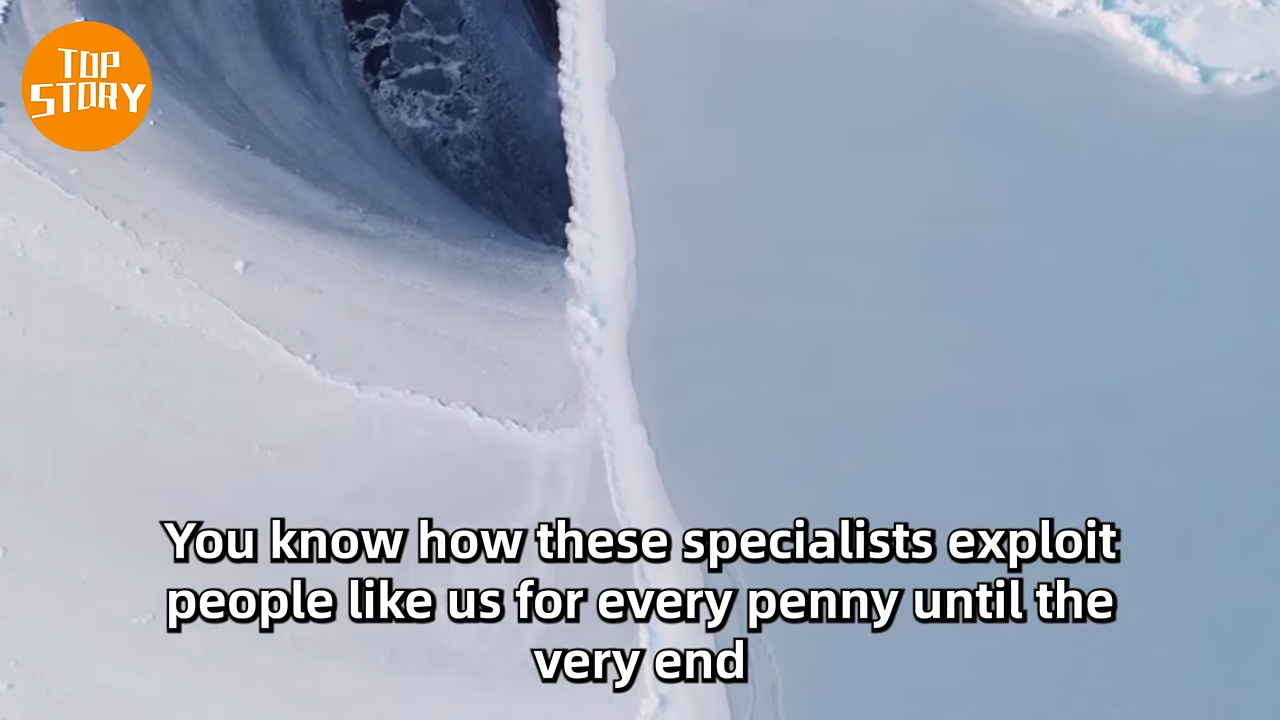 TOP
STORY
You know how these specialists exploit
people like us for every penny until the
very end